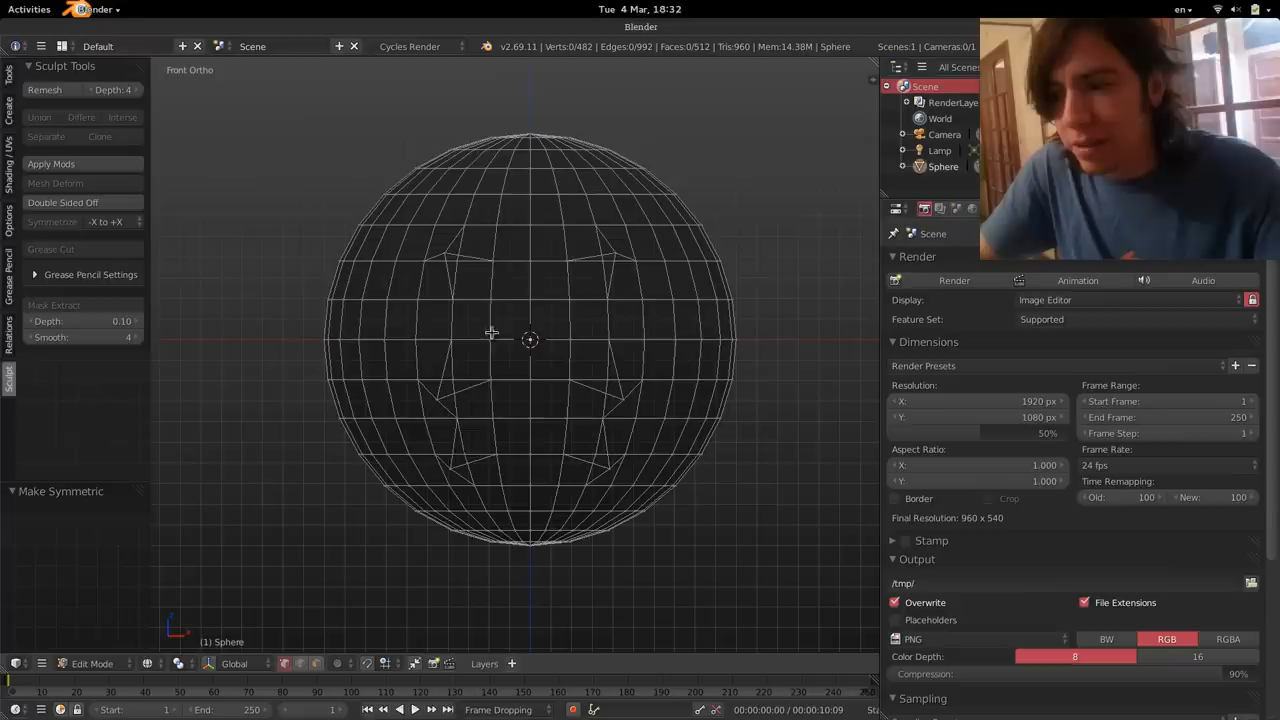 Activities Blender Tue 4 Mar, 18:32 en
Blender
Default Scene Cycles Render v2.69.11 | Verts:0/482 | Edges:0/992 | Faces:0/512 | Tris:960 | Mem:14.38M | Sphere Scenes:1 | Cameras:0/1
Sculpt Tools
Front Ortho
All Scenes
Remesh Depth: 4
Scene
RenderLaye
Union Differe Interse
World
Separate Clone
Camera
Lamp
Apply Mods
Sphere
Mesh Deform
Double Sided Off
Symmetrize -X to +X
Scene
Grease Cut
Render
Grease Pencil Settings
Render Animation Audio
Display: Image Editor
Mask Extract
Feature Set: Supported
Depth: 0.10
Smooth: 4
Dimensions
Render Presets
Resolution: Frame Range:
X: 1920 px Start Frame: 1
Y: 1080 px End Frame: 250
50% Frame Step: 1
Aspect Ratio: Frame Rate:
X: 1.000 24 fps
Y: 1.000 Time Remapping:
Border Crop Old: 100 New: 100
Final Resolution: 960 x 540
Stamp
Output
/tmp/
Overwrite File Extensions
Placeholders
PNG BW RGB RGBA
Color Depth: 8 16
Compression: 90%
Sampling
Tools
Create
Shading / UVs
Options
Grease Pencil
Relations
Sculpt
Make Symmetric
z
x
(1) Sphere
Edit Mode Global Layers
10 20 30 40 50 60 70 80 90 100 110 120 130 140 150 160 170 180 190 200 210 220 230 240
Start: 1 End: 250 1 Frame Dropping 00:00:00:00 / 00:00:10:09